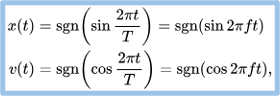 x(t) = sgn(sin 2πt/T) = sgn(sin 2πft)
v(t) = sgn(cos 2πt/T) = sgn(cos 2πft),